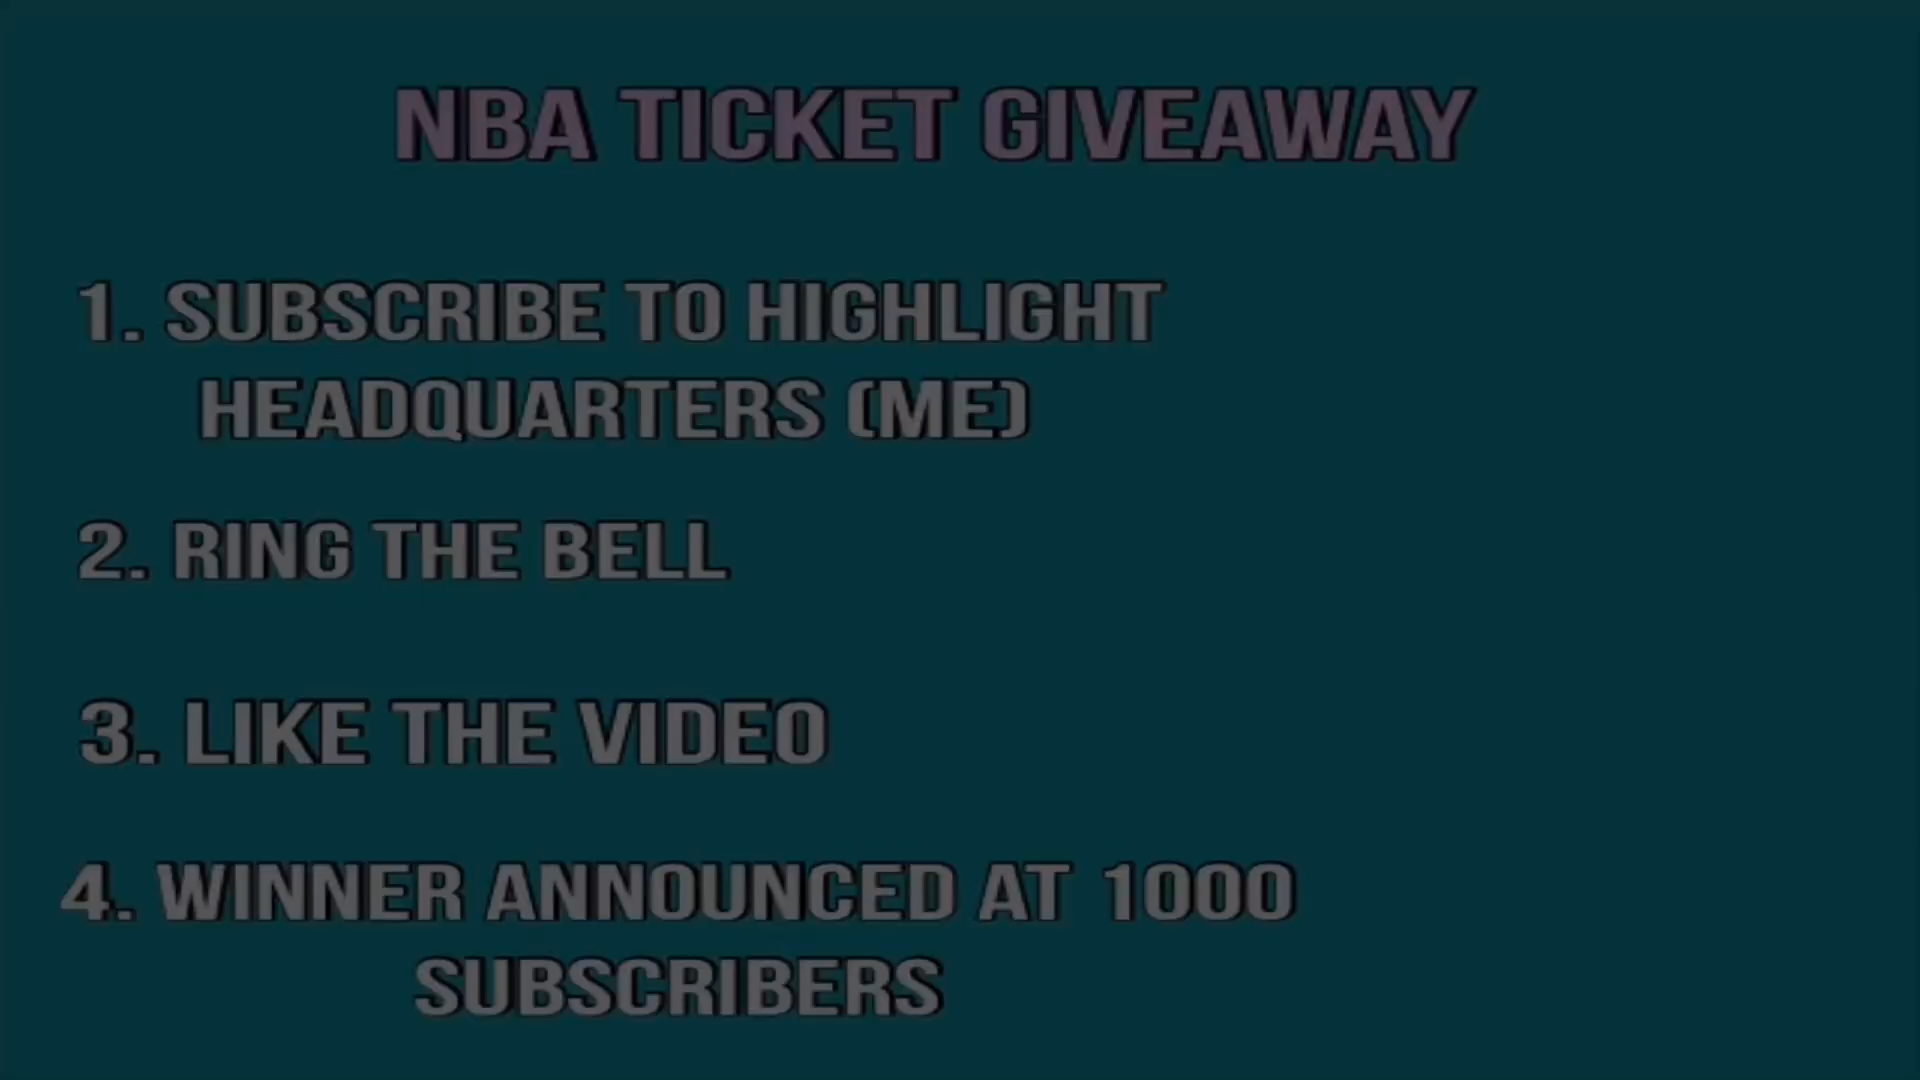 NBA TICKET GIVEAWAY
1. SUBSCRIBE TO HIGHLIGHT
HEADQUARTERS (ME)
2. RING THE BELL
3. LIKE THE VIDEO
4. WINNER ANNOUNCED AT 1000
SUBSCRIBERS